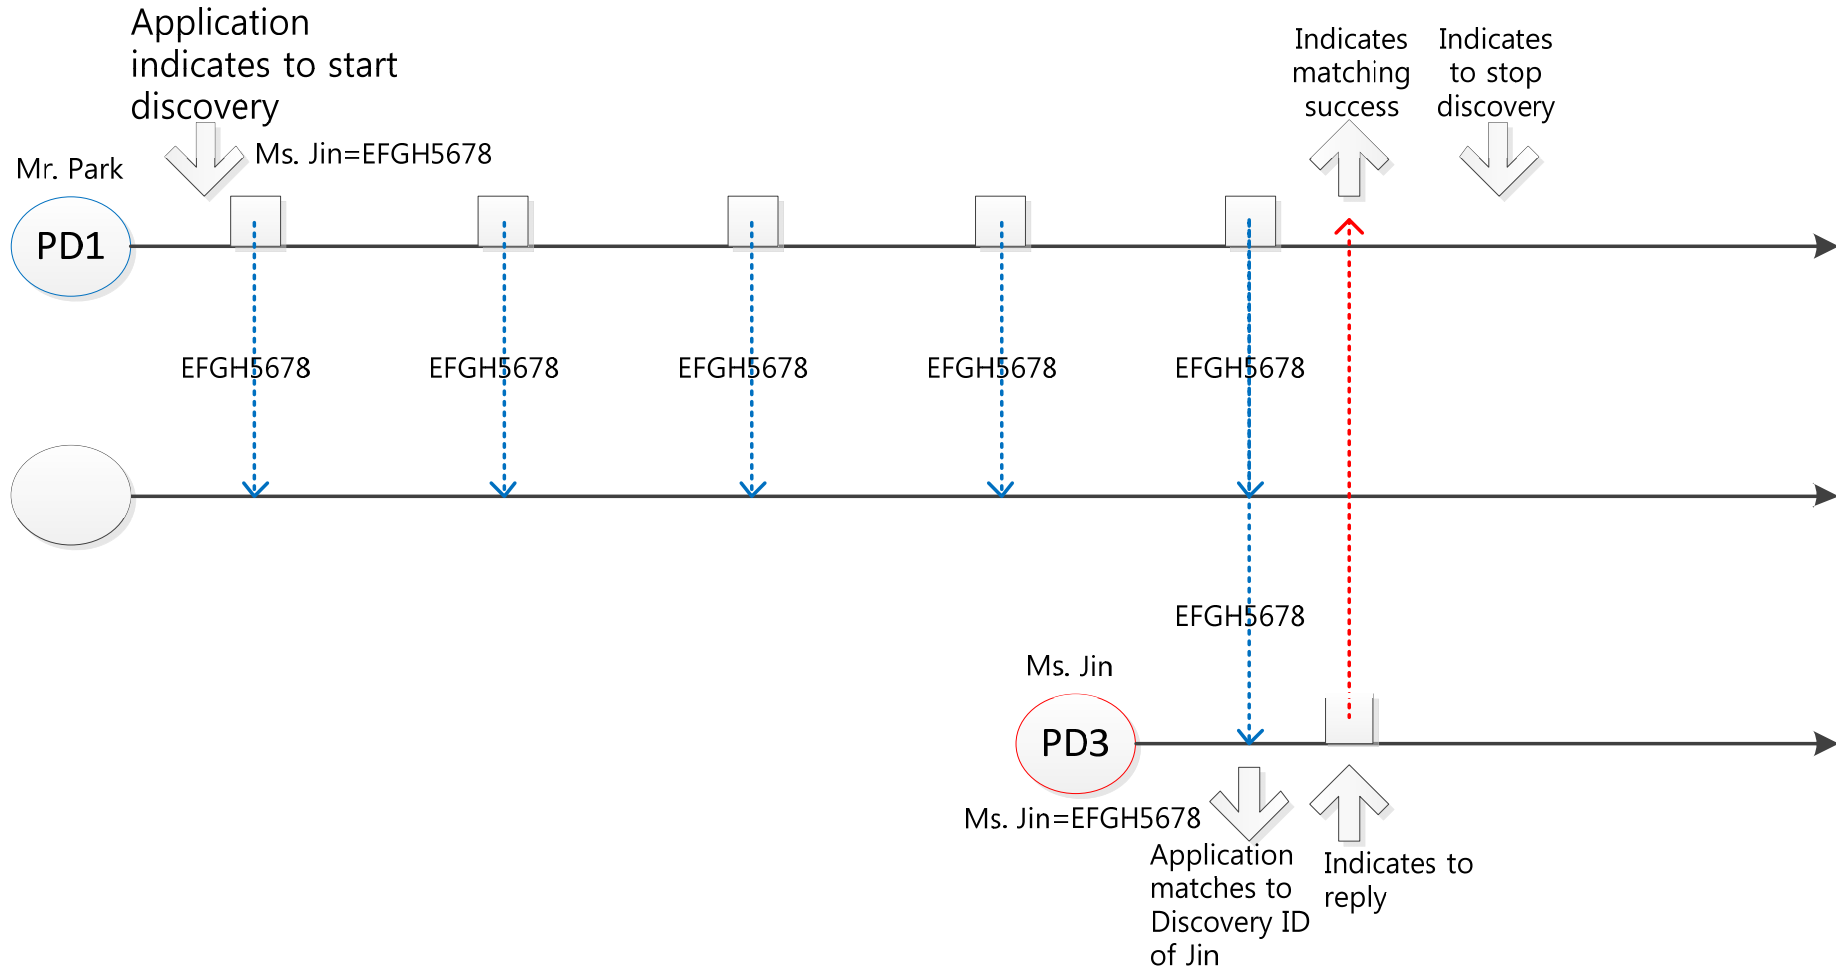 Application
indicates to start
discovery
Indicates
matching
success
Indicates
to stop
discovery
Mr. Park
Ms. Jin=EFGH5678
PD1
EFGH5678
EFGH5678
EFGH5678
EFGH5678
EFGH5678
EFGH5678
Ms. Jin
PD3
Ms. Jin=EFGH5678
Application
matches to
Discovery ID
of Jin
Indicates to
reply